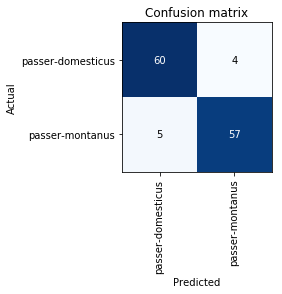 Confusion matrix
Actual
passer-domesticus
60
4
passer-montanus
5
57
passer-domesticus
passer-montanus
Predicted